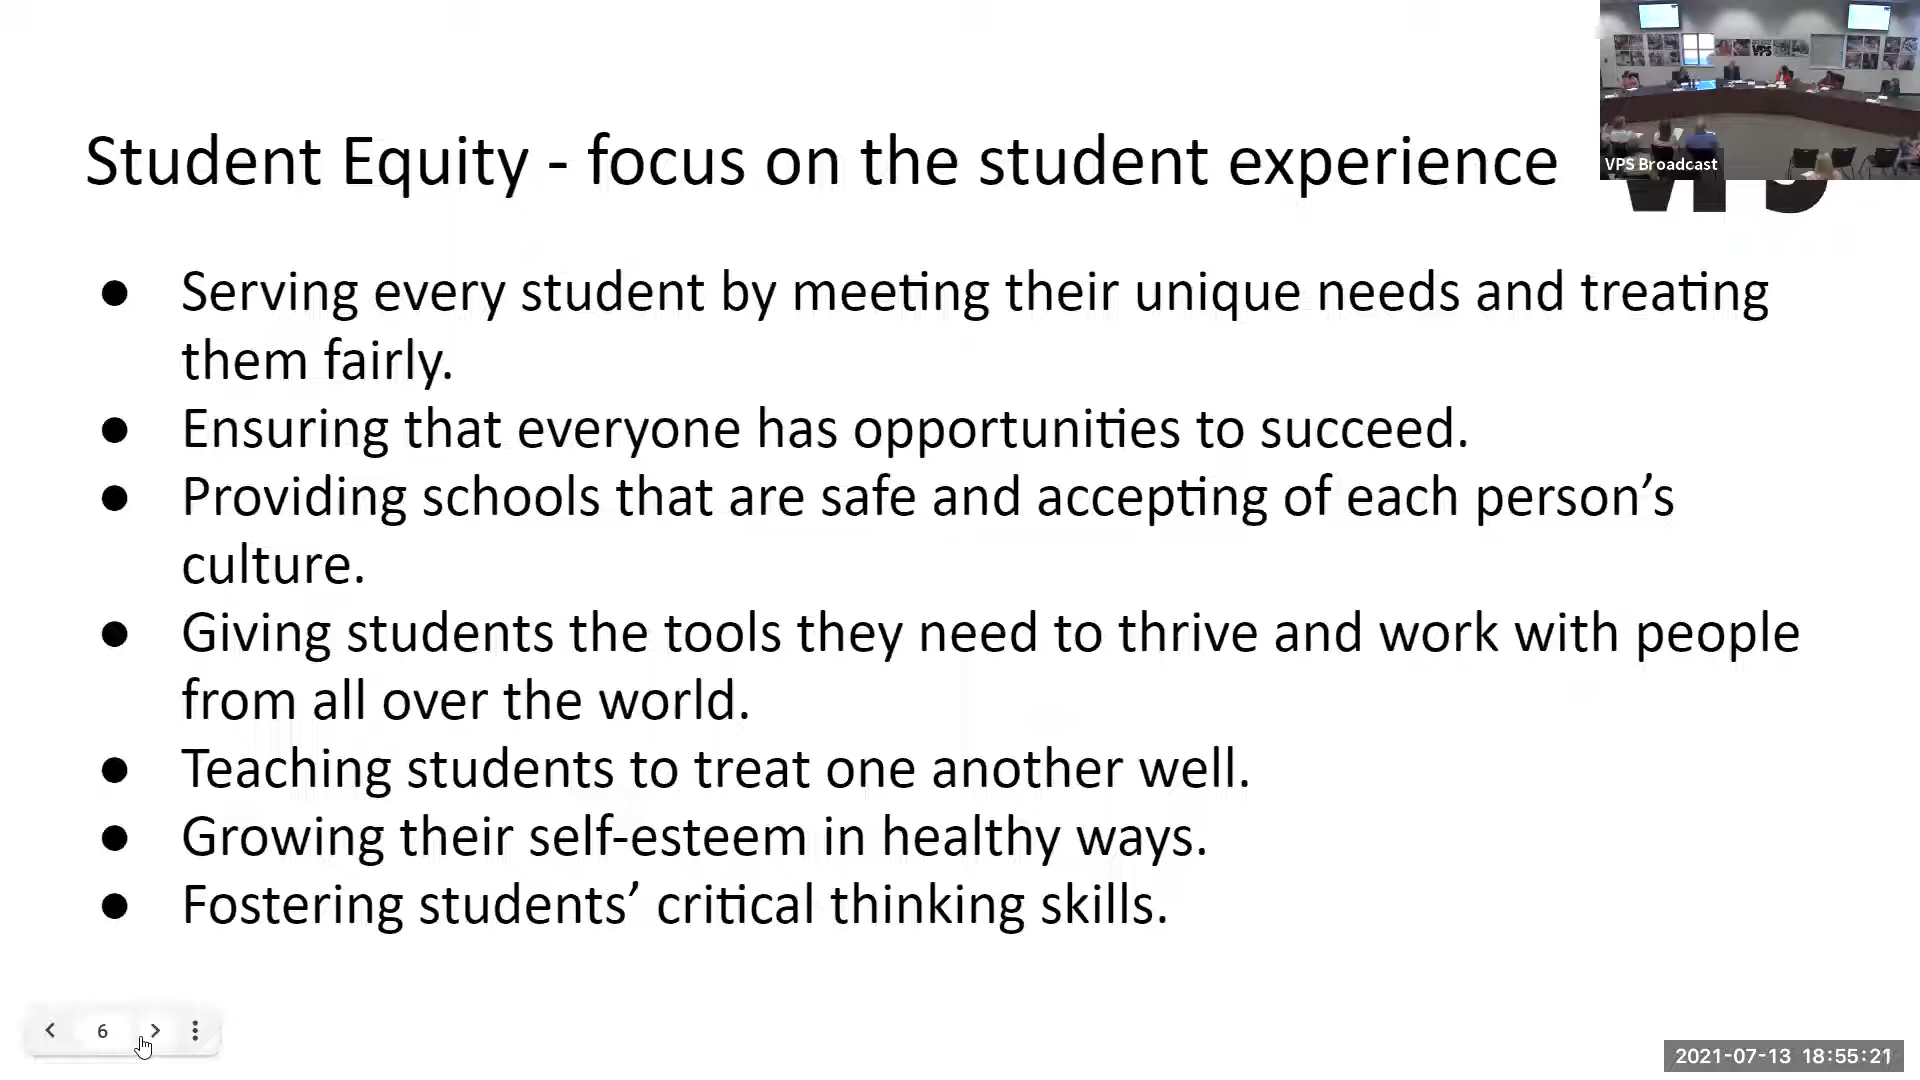 Student Equity - focus on the student experience
VPS
VPS Broadcast
VPS
● Serving every student by meeting their unique needs and treating
them fairly.
● Ensuring that everyone has opportunities to succeed.
● Providing schools that are safe and accepting of each person’s
culture.
● Giving students the tools they need to thrive and work with people
from all over the world.
● Teaching students to treat one another well.
● Growing their self-esteem in healthy ways.
● Fostering students’ critical thinking skills.
6
2021-07-13 18:55:21